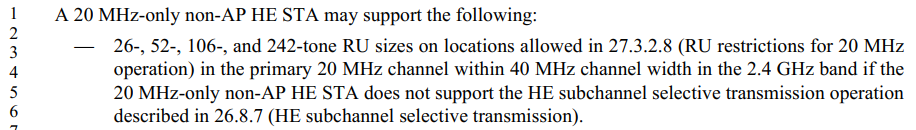 1 A 20 MHz-only non-AP HE STA may support the following:
2
3 — 26-, 52-, 106-, and 242-tone RU sizes on locations allowed in 27.3.2.8 (RU restrictions for 20 MHz
4 operation) in the primary 20 MHz channel within 40 MHz channel width in the 2.4 GHz band if the
5 20 MHz-only non-AP HE STA does not support the HE subchannel selective transmission operation
6 described in 26.8.7 (HE subchannel selective transmission).